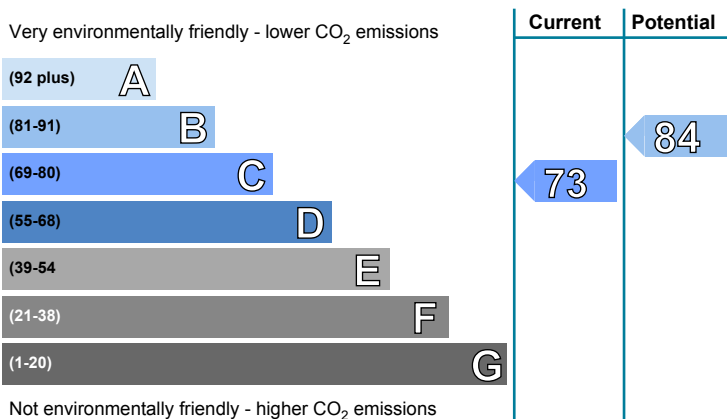 Current Potential
Very environmentally friendly - lower CO2 emissions
(92 plus) A
(81-91) B
84
(69-80) C
73
(55-68) D
(39-54 E
(21-38) F
(1-20) G
Not environmentally friendly - higher CO2 emissions